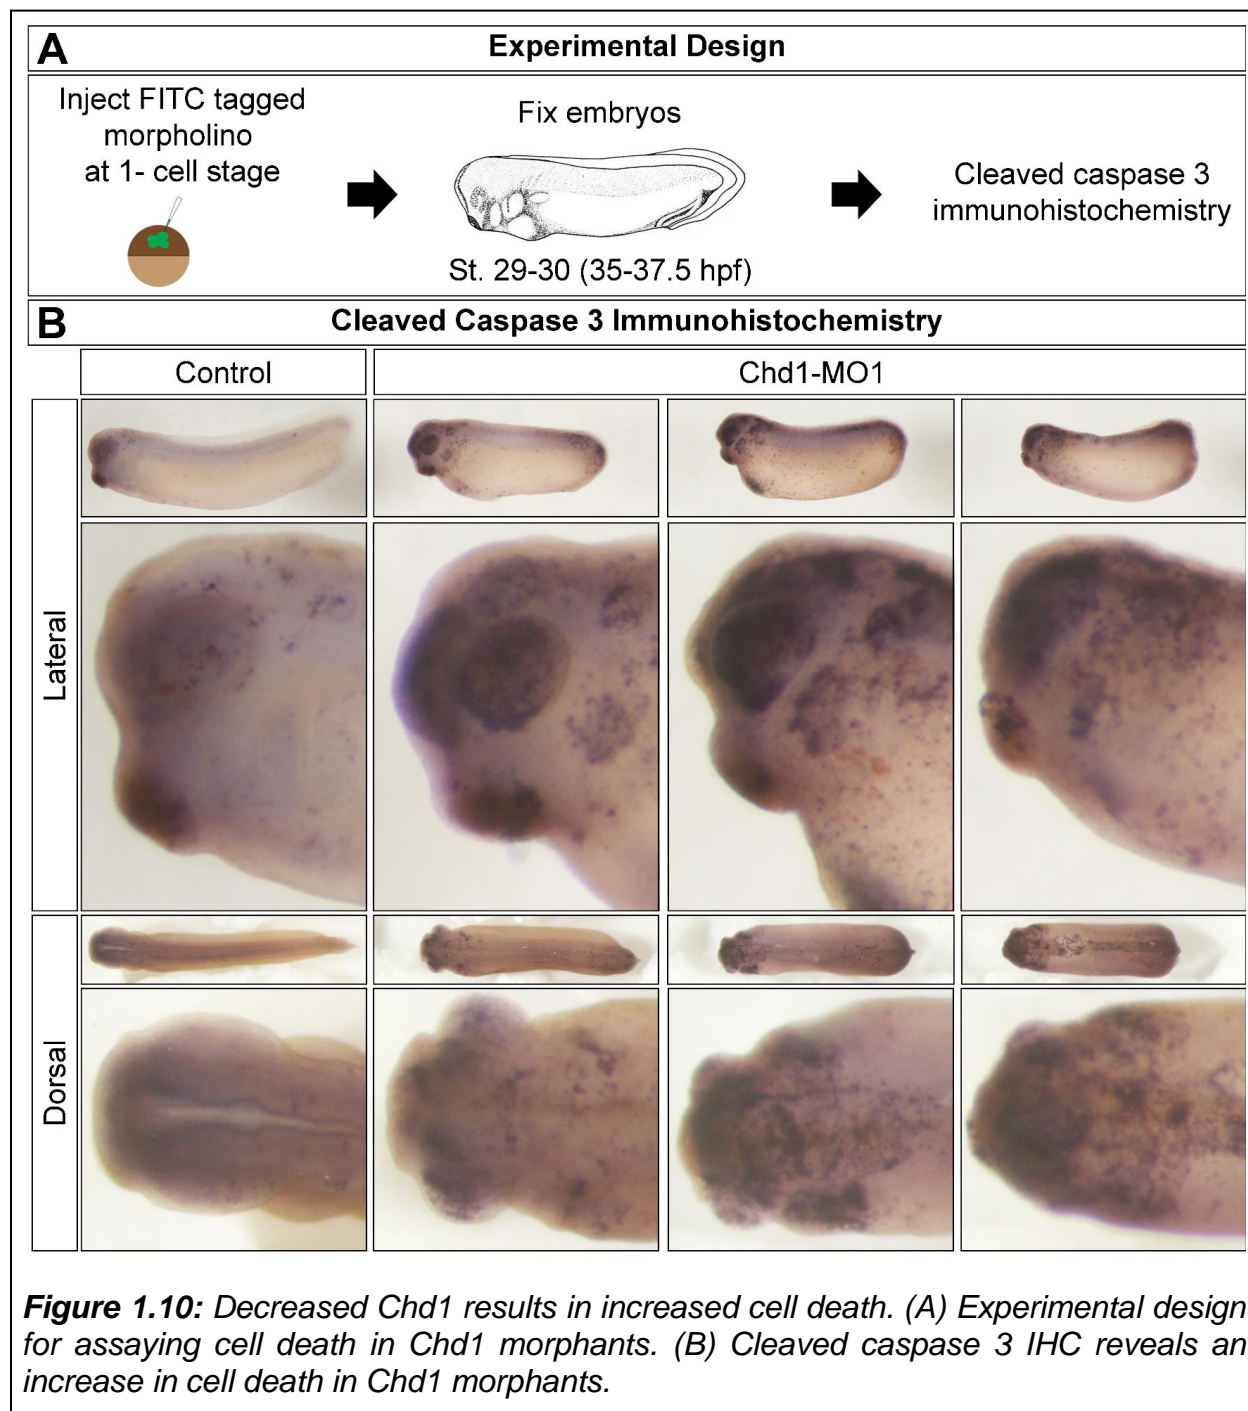 A
Experimental Design
Inject FITC tagged
morpholino
at 1- cell stage
Fix embryos
St. 29-30 (35-37.5 hpf)
Cleaved caspase 3
immunohistochemistry
B
Cleaved Caspase 3 Immunohistochemistry
Control
Chd1-MO1
Lateral
Dorsal
Figure 1.10: Decreased Chd1 results in increased cell death. (A) Experimental design
for assaying cell death in Chd1 morphants. (B) Cleaved caspase 3 IHC reveals an
increase in cell death in Chd1 morphants.